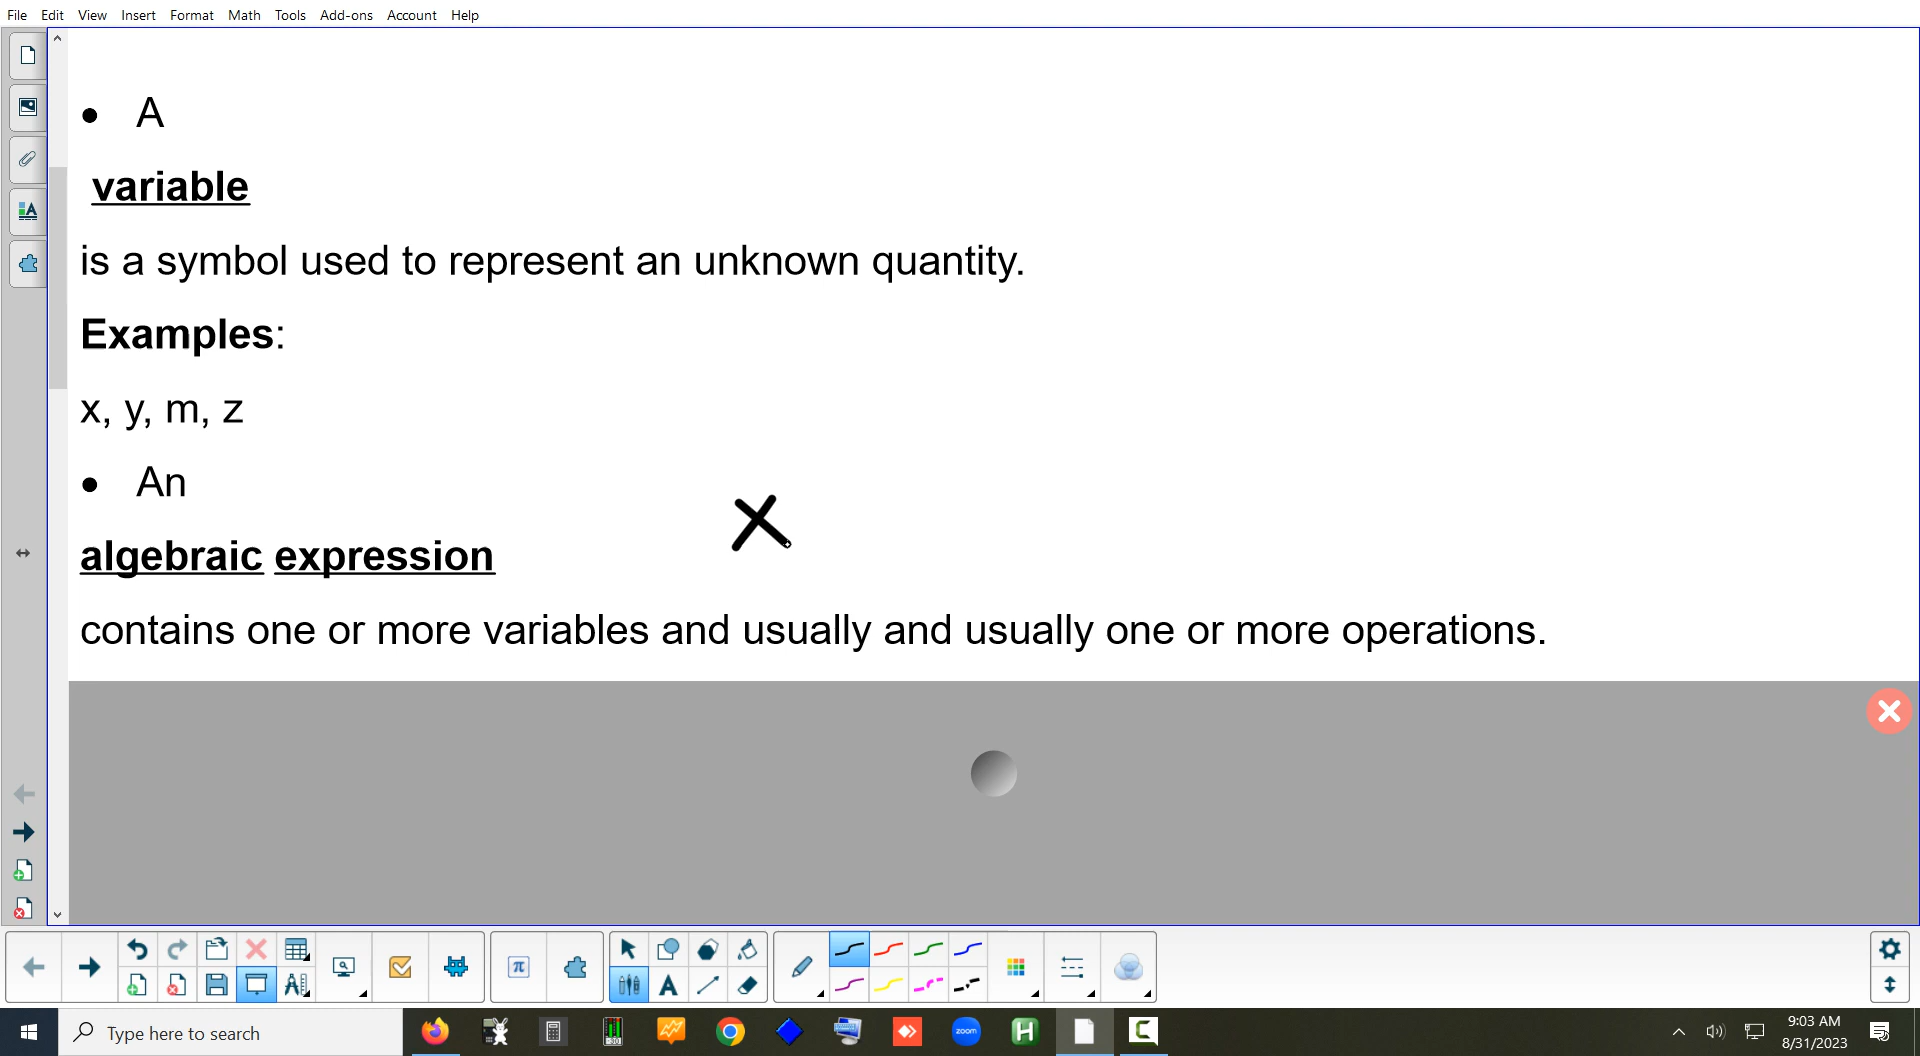 File Edit View Insert Format Math Tools Add-ons Account Help
• A
variable
is a symbol used to represent an unknown quantity.
Examples:
x, y, m, z
• An
x
algebraic expression
contains one or more variables and usually and usually one or more operations.
π
A
Type here to search
zoom
H
C
9:03 AM
8/31/2023